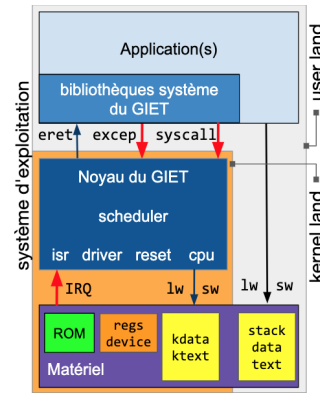 Application(s)
bibliothèques système
du GIET
eret excep syscall
Noyau du GIET
scheduler
isr driver reset cpu
IRQ
lw sw
lw sw
ROM
regs
device
kdata
ktext
stack
data
text
Matériel
système d'exploitation
user land
kernel land